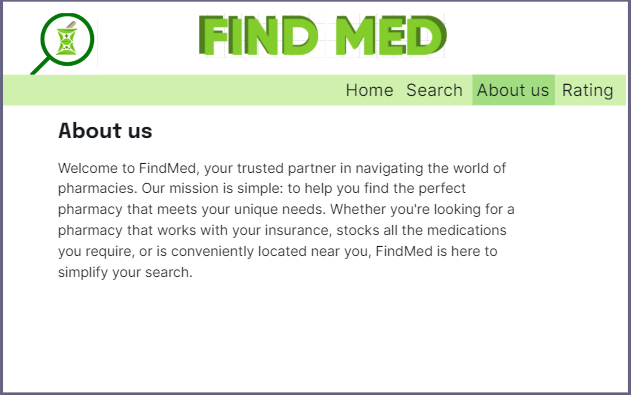 FIND MED
Home Search About us Rating
About us
Welcome to FindMed, your trusted partner in navigating the world of
pharmacies. Our mission is simple: to help you find the perfect
pharmacy that meets your unique needs. Whether you're looking for a
pharmacy that works with your insurance, stocks all the medications
you require, or is conveniently located near you, FindMed is here to
simplify your search.